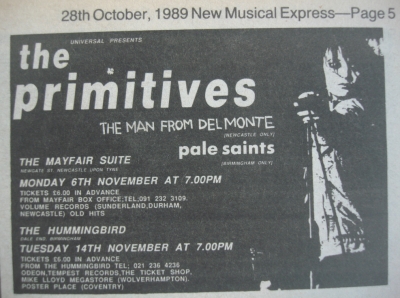 28th October, 1989 New Musical Express—Page 5
UNIVERSAL PRESENTS
the
primitives
THE MAN FROM DEL MONTE
(NEWCASTLE ONLY)
pale saints
(BIRMINGHAM ONLY)
THE MAYFAIR SUITE
NEWGATE ST, NEWCASTLE UPON TYNE
MONDAY 6TH NOVEMBER AT 7.00PM
TICKETS £6.00 IN ADVANCE
FROM MAYFAIR BOX OFFICE;TEL;091 232 3109.
VOLUME RECORDS (SUNDERLAND,DURHAM,
NEWCASTLE) OLD HITS
THE HUMMINGBIRD
DALE END, BIRMINGHAM
TUESDAY 14TH NOVEMBER AT 7.00PM
TICKETS £5.00 IN ADVANCE
FROM THE HUMMINGBIRD TEL; 021 236 4236
ODEON,TEMPEST RECORDS,THE TICKET SHOP,
MIKE LLOYD MEGASTORE (WOLVERHAMPTON).
POSTER PLACE (COVENTRY)